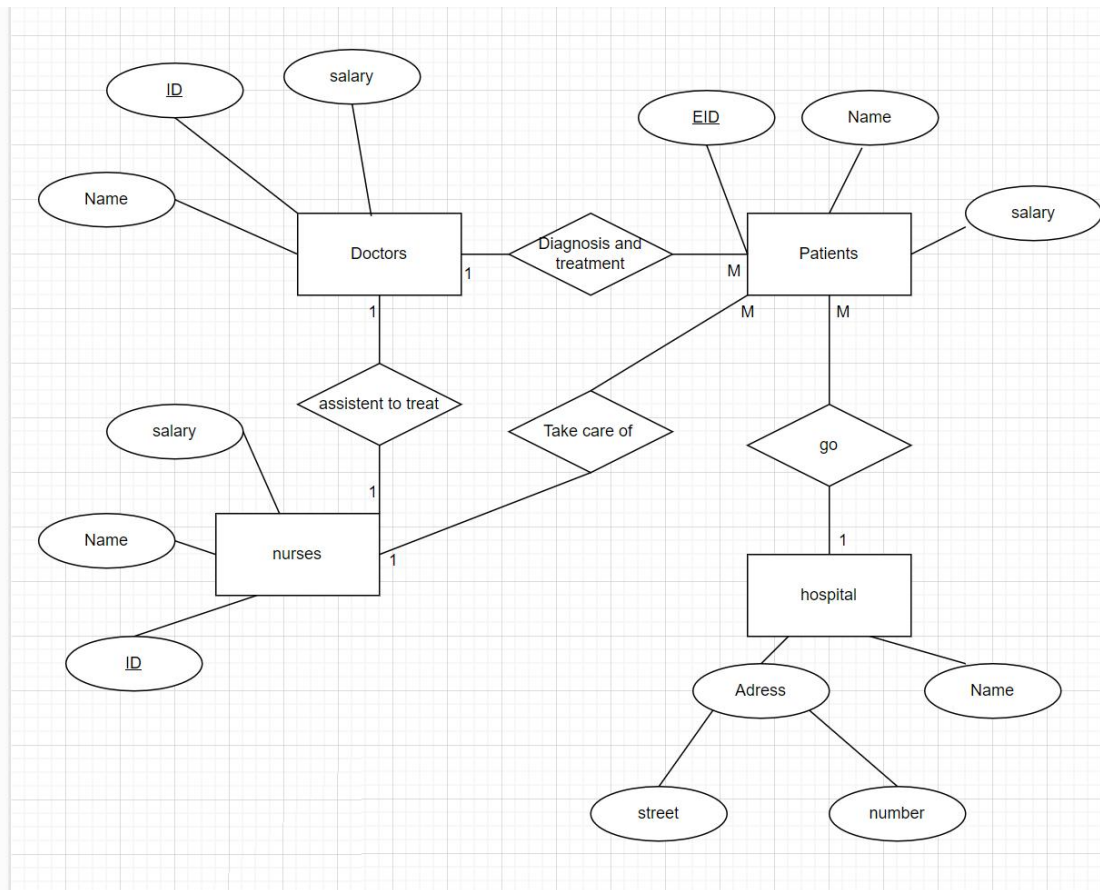 ID
salary
EID
Name
Name
salary
Doctors
Diagnosis and
treatment
Patients
1
M
1
M
M
assistent to treat
salary
Take care of
go
1
Name
nurses
1
1
hospital
ID
Adress
Name
street
number